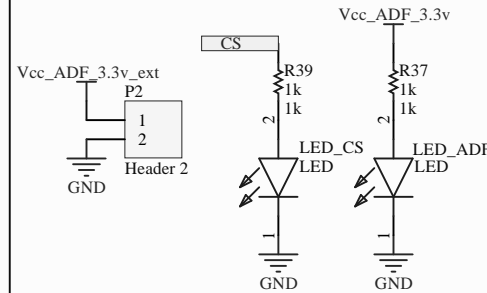 Vcc_ADF_3.3v
CS
Vcc_ADF_3.3v_ext
P2
R39
1k
1k
R37
1k
1k
1
2
2
2
Header 2
GND
LED_CS
LED
LED_ADF
LED
1
1
GND
GND